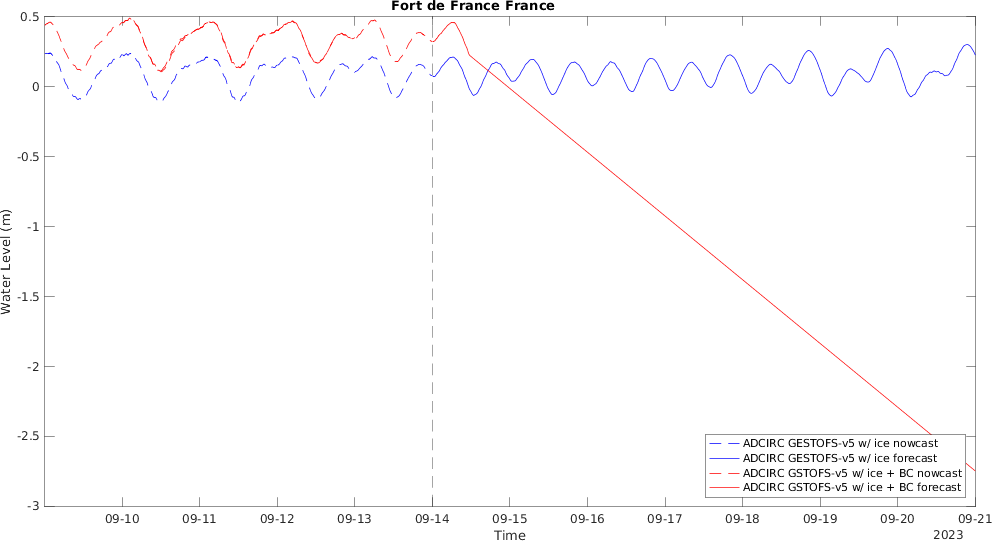 Fort de France France
0.5
0
-0.5
-1
-1.5
-2
-2.5
-3
Water Level (m)
09-10 09-11 09-12 09-13 09-14 09-15 09-16 09-17 09-18 09-19 09-20 09-21
Time
2023
ADCIRC GESTOFS-v5 w/ ice nowcast
ADCIRC GESTOFS-v5 w/ ice forecast
ADCIRC GSTOFS-v5 w/ ice + BC nowcast
ADCIRC GSTOFS-v5 w/ ice + BC forecast